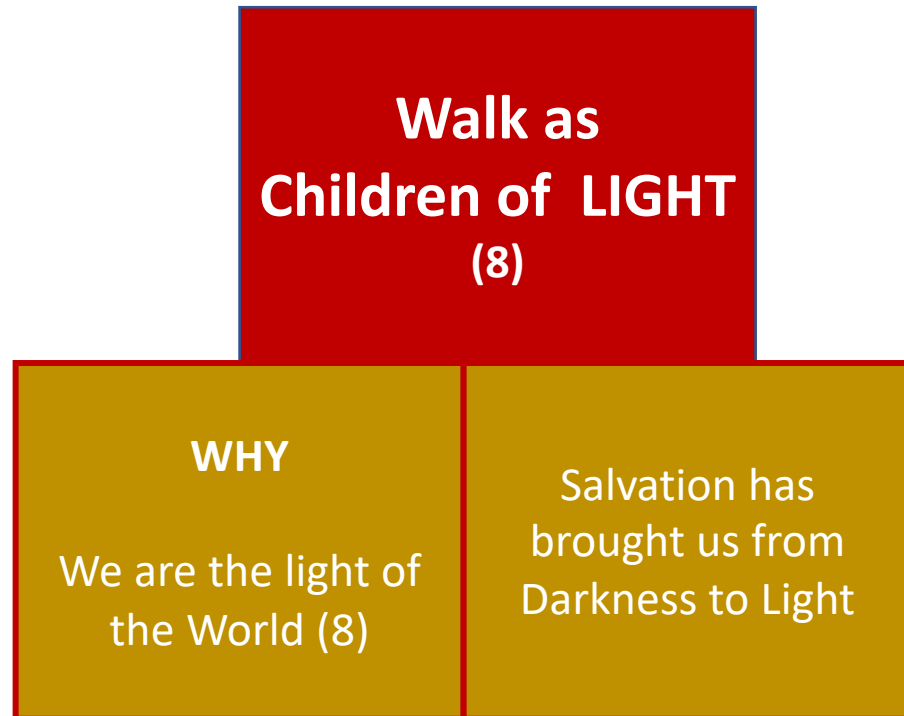 Walk as
Children of  LIGHT
(8)
WHY
We are the light of
the World (8)
Salvation has
brought us from
Darkness to Light